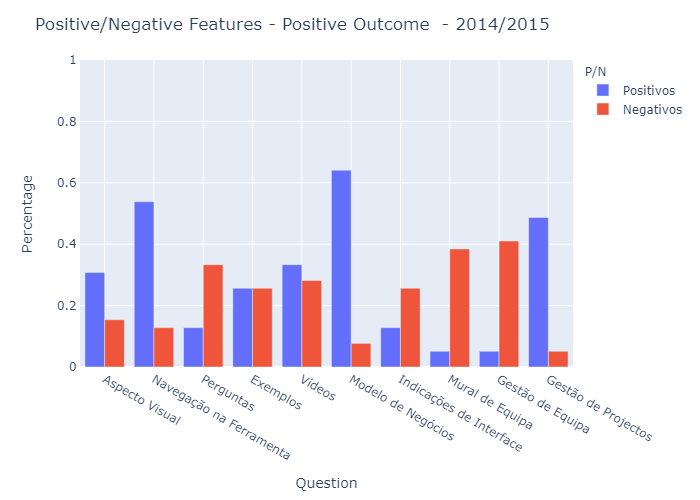 Positive/Negative Features - Positive Outcome  - 2014/2015
P/N
Positivos
Negativos
Percentage
1
0.8
0.6
0.4
0.2
0
Aspecto Visual
Navegação na Ferramenta
Perguntas
Exemplos
Vídeos
Modelo de Negócios
Indicações de Interface
Mural de Equipa
Gestão de Equipa
Gestão de Projectos
Question